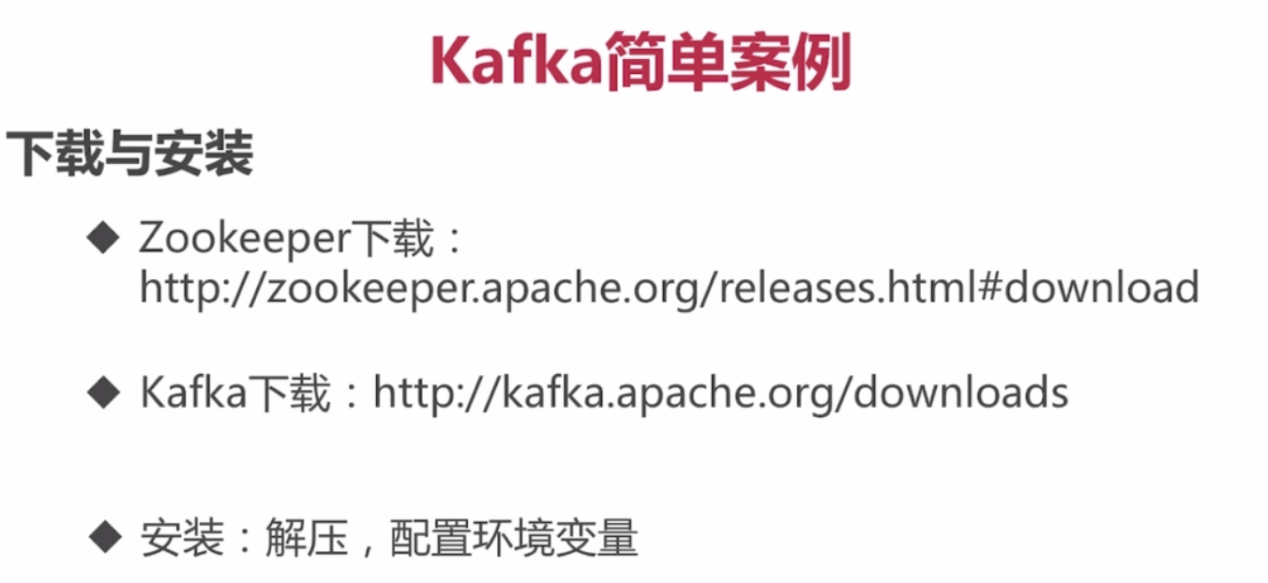 Kafka简单案例
下载与安装
◆ Zookeeper下载：
http://zookeeper.apache.org/releases.html#download
◆ Kafka下载：http://kafka.apache.org/downloads
◆ 安装：解压，配置环境变量